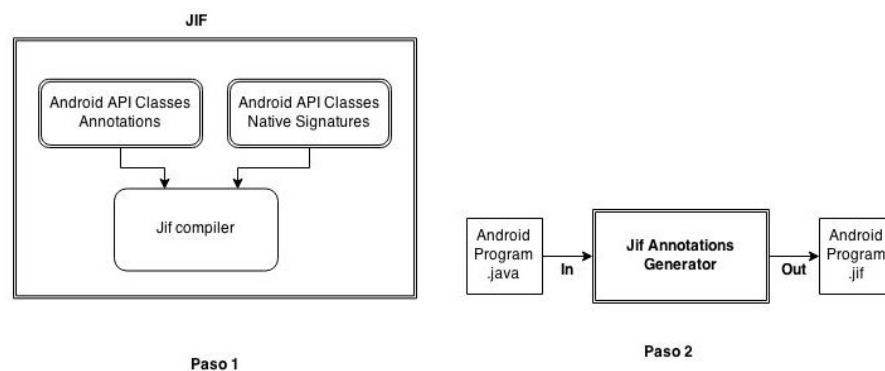 JIF
Android API Classes
Annotations
Android API Classes
Native Signatures
Jif compiler
Paso 1
Android
Program
.java
In
Jif Annotations
Generator
Out
Android
Program
.jif
Paso 2